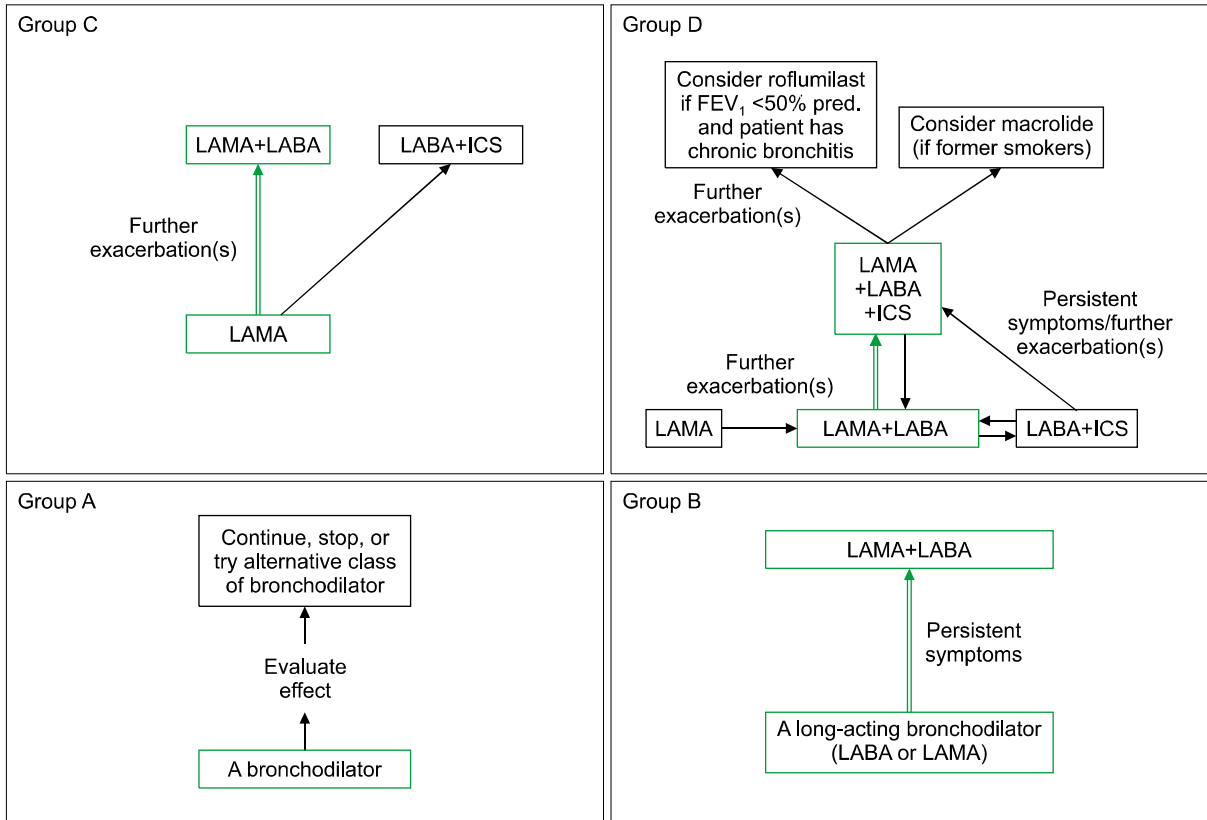 Group C
LAMA+LABA
LABA+ICS
Further
exacerbation(s)
LAMA
Group D
Consider roflumilast
if FEV₁ <50% pred.
and patient has
chronic bronchitis
Consider macrolide
(if former smokers)
Further
exacerbation(s)
LAMA
+LABA
+ICS
Persistent
symptoms/further
exacerbation(s)
Further
exacerbation(s)
LAMA
LAMA+LABA
LABA+ICS
Group A
Continue, stop, or
try alternative class
of bronchodilator
Evaluate
effect
A bronchodilator
Group B
LAMA+LABA
Persistent
symptoms
A long-acting bronchodilator
(LABA or LAMA)